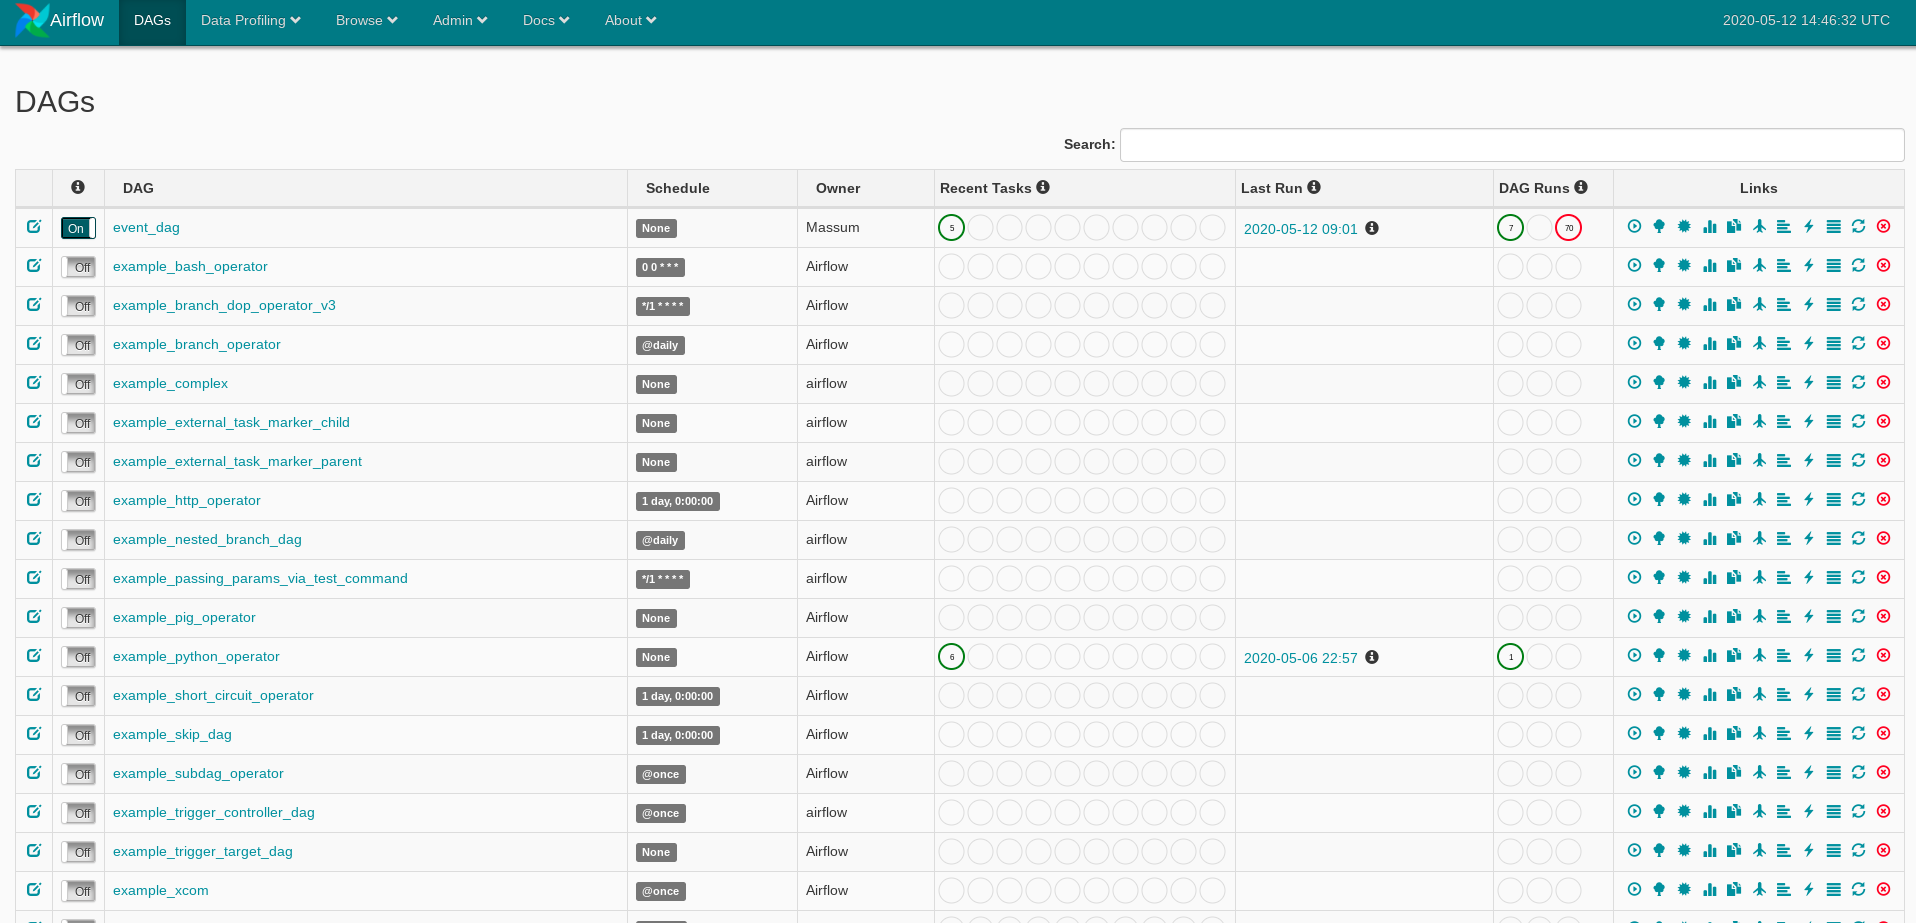 Airflow DAGs Data Profiling Browse Admin Docs About 2020-05-12 14:46:32 UTC
DAGs
Search:
DAG Schedule Owner Recent Tasks Last Run DAG Runs Links
On event_dag None Massum 5 2020-05-12 09:01 7 70
Off example_bash_operator 0 0 * * * Airflow
Off example_branch_dop_operator_v3 */1 * * * * Airflow
Off example_branch_operator @daily Airflow
Off example_complex None airflow
Off example_external_task_marker_child None airflow
Off example_external_task_marker_parent None airflow
Off example_http_operator 1 day, 0:00:00 Airflow
Off example_nested_branch_dag @daily airflow
Off example_passing_params_via_test_command */1 * * * * airflow
Off example_pig_operator None Airflow
Off example_python_operator None Airflow 6 2020-05-06 22:57 1
Off example_short_circuit_operator 1 day, 0:00:00 Airflow
Off example_skip_dag 1 day, 0:00:00 Airflow
Off example_subdag_operator @once Airflow
Off example_trigger_controller_dag @once airflow
Off example_trigger_target_dag None Airflow
Off example_xcom @once Airflow